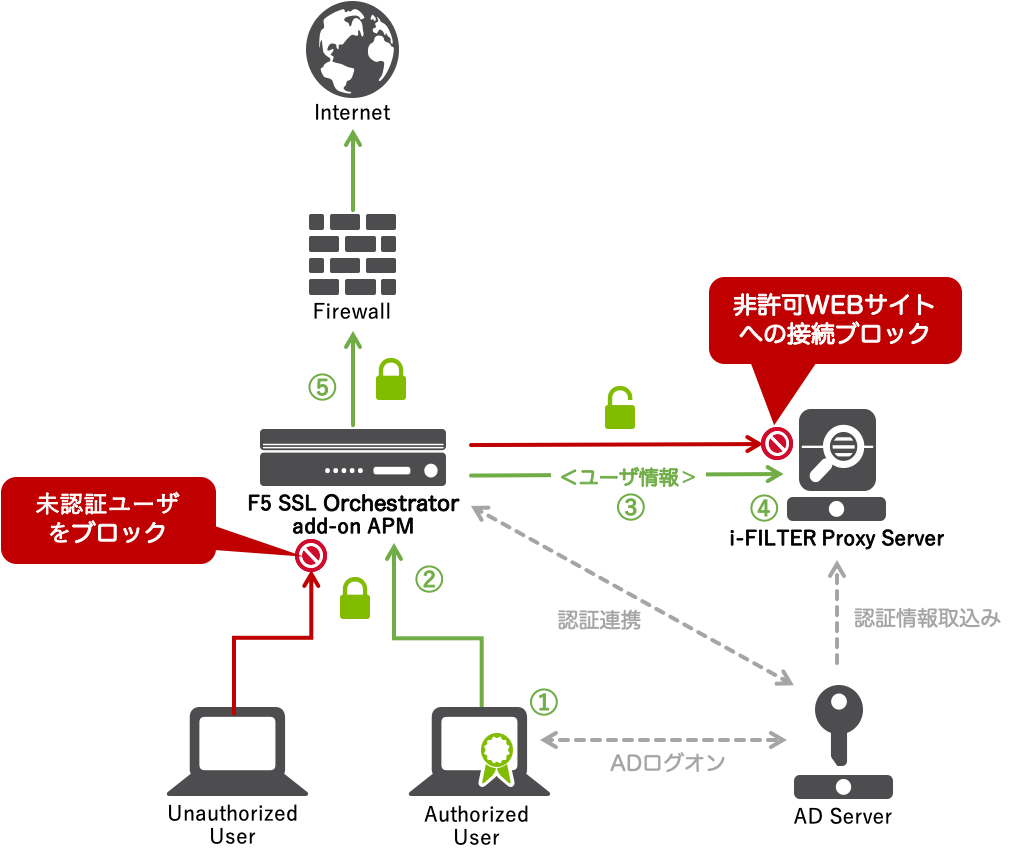 Internet
Firewall
非許可WEBサイト
への接続ブロック
⑤
F5 SSL Orchestrator
add-on APM
＜ユーザ情報＞
③
④
i-FILTER Proxy Server
未認証ユーザ
をブロック
②
認証連携
認証情報取込み
①
ADログオン
Unauthorized
User
Authorized
User
AD Server